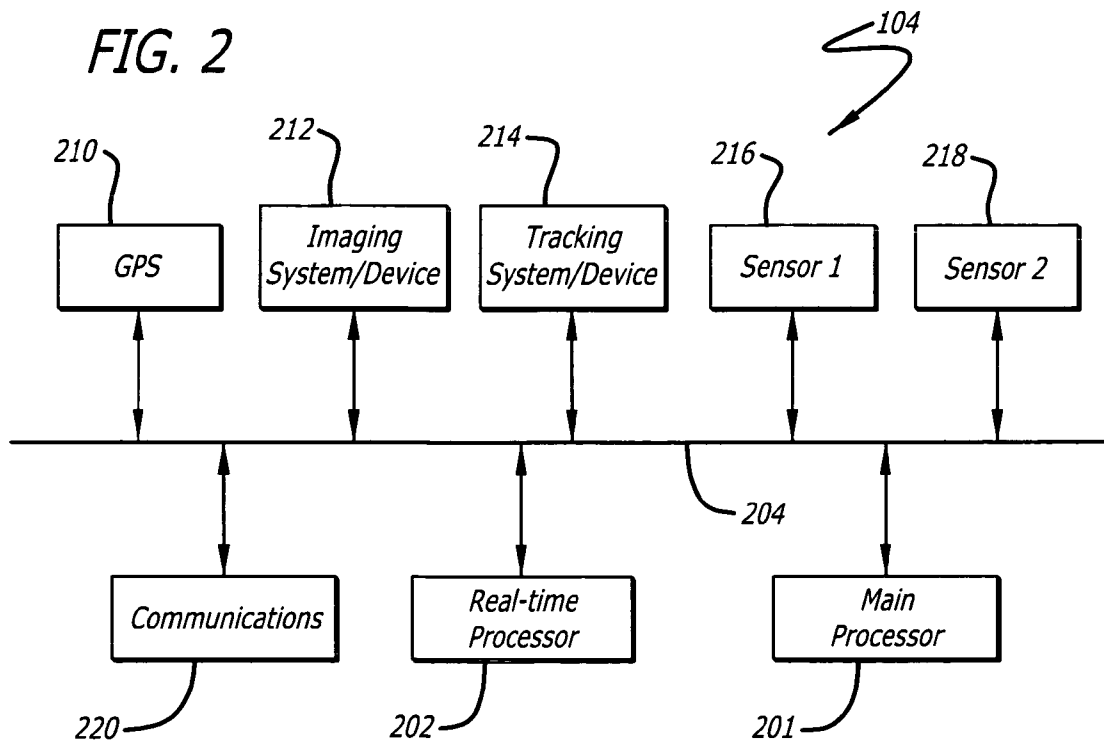 FIG. 2
104
210
212
214
216
218
GPS
Imaging
System/Device
Tracking
System/Device
Sensor 1
Sensor 2
204
Communications
Real-time
Processor
Main
Processor
220
202
201